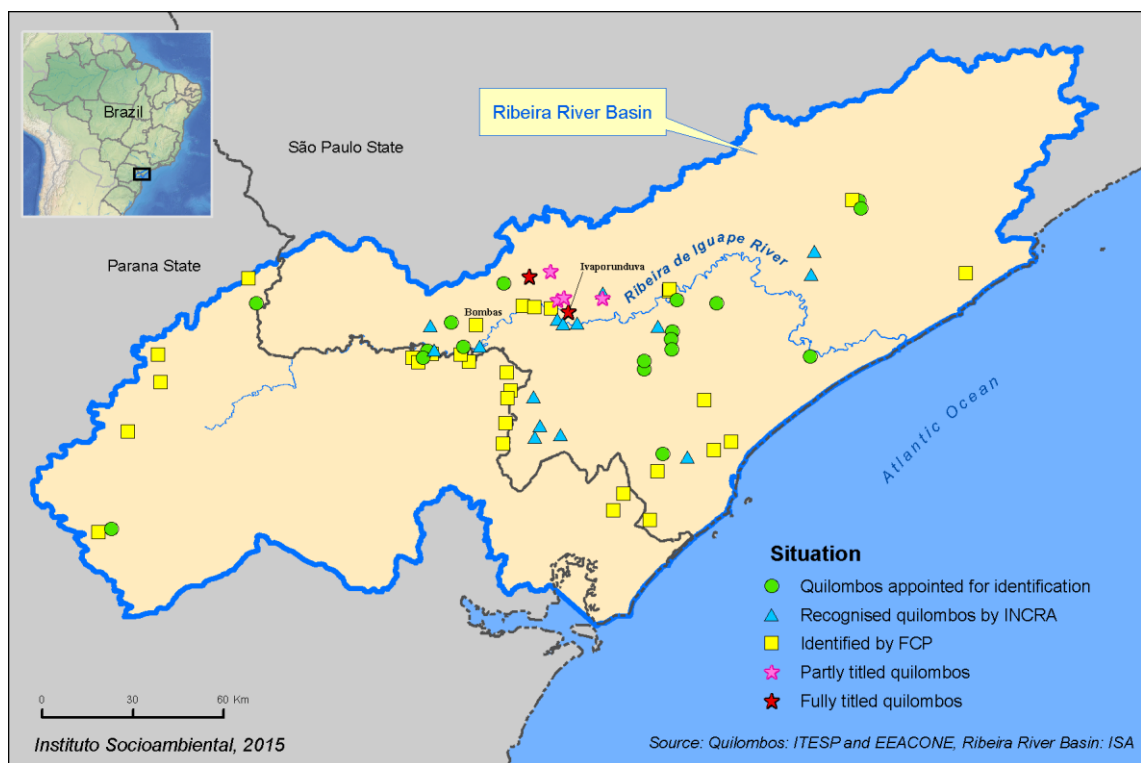 Brazil
Ribeira River Basin
São Paulo State
Parana State
Ribeira de Iguape River
Ivaporunduva
Bombas
Atlantic Ocean
Situation
Quilombos appointed for identification
Recognised quilombos by INCRA
Identified by FCP
Partly titled quilombos
Fully titled quilombos
0 30 60 Km
Instituto Socioambiental, 2015
Source: Quilombos: ITESP and EEACONE, Ribeira River Basin: ISA